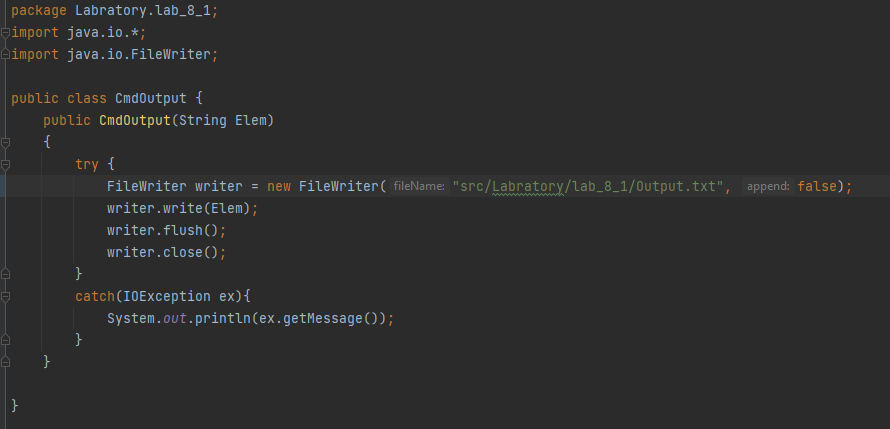 package Labratory.lab_8_1;
import java.io.*;
import java.io.FileWriter;
public class CmdOutput {
public CmdOutput(String Elem)
{
try {
FileWriter writer = new FileWriter( fileName: "src/Labratory/lab_8_1/Output.txt", append: false);
writer.write(Elem);
writer.flush();
writer.close();
}
catch(IOException ex){
System.out.println(ex.getMessage());
}
}
}